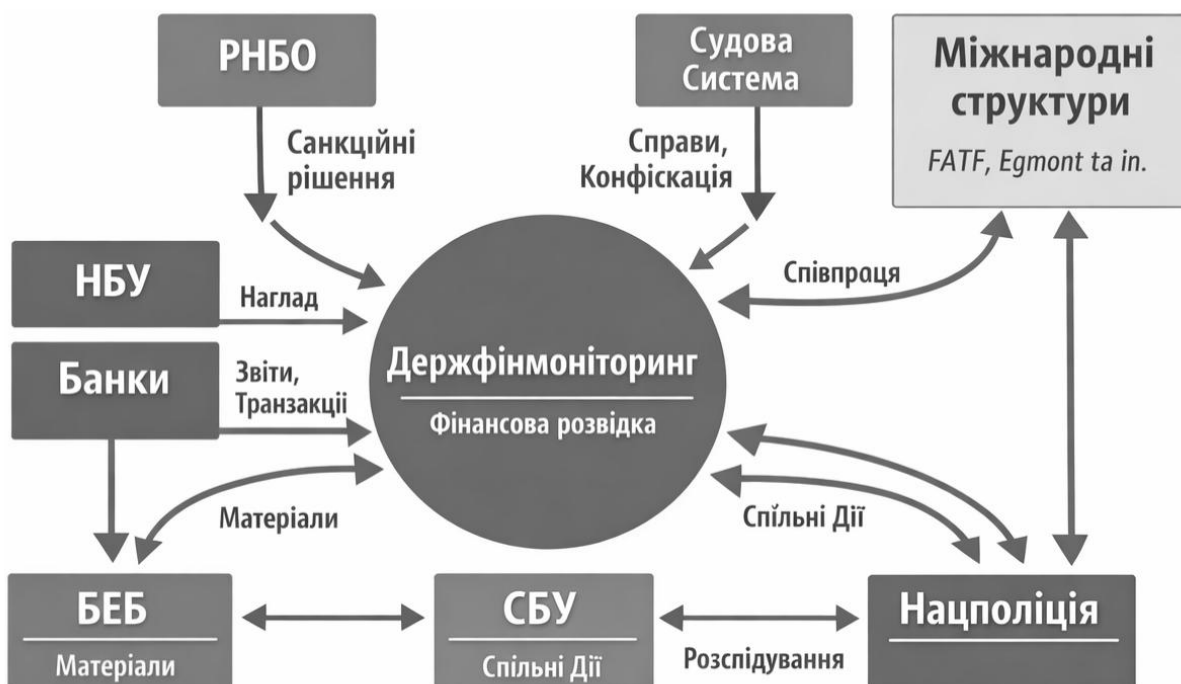 РНБО
Судова
Система
Міжнародні
структури
FATF, Egmont ta in.
Санкційні
рішення
Справи,
Конфіскація
НБУ
Наглад
Співпраця
Банки
Звіти,
Транзакції
Держфінмоніторинг
Фінансова розвідка
Матеріали
Спільні Дії
БЕБ
Матеріали
СБУ
Спільні Дії
Розспідування
Нацполіція